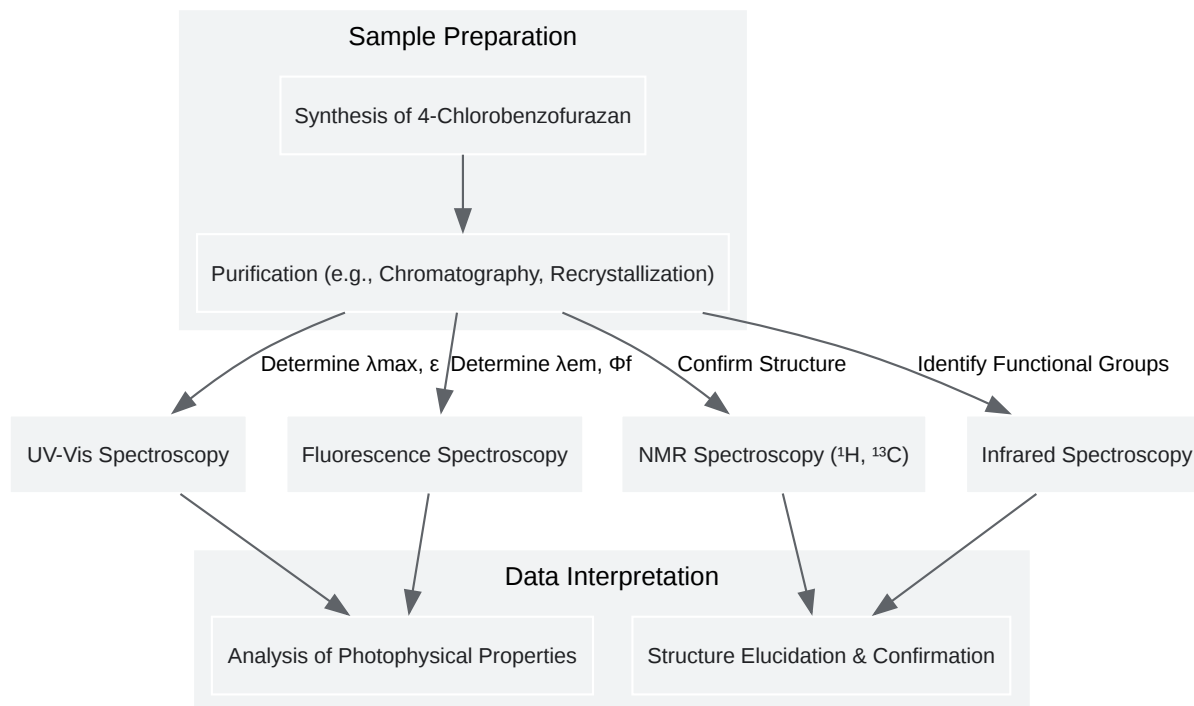 Sample Preparation
Synthesis of 4-Chlorobenzofurazan
Purification (e.g., Chromatography, Recrystallization)
Determine λmax, ε
Determine λem, Φf
Confirm Structure
Identify Functional Groups
UV-Vis Spectroscopy
Fluorescence Spectroscopy
NMR Spectroscopy (¹H, ¹³C)
Infrared Spectroscopy
Data Interpretation
Analysis of Photophysical Properties
Structure Elucidation & Confirmation